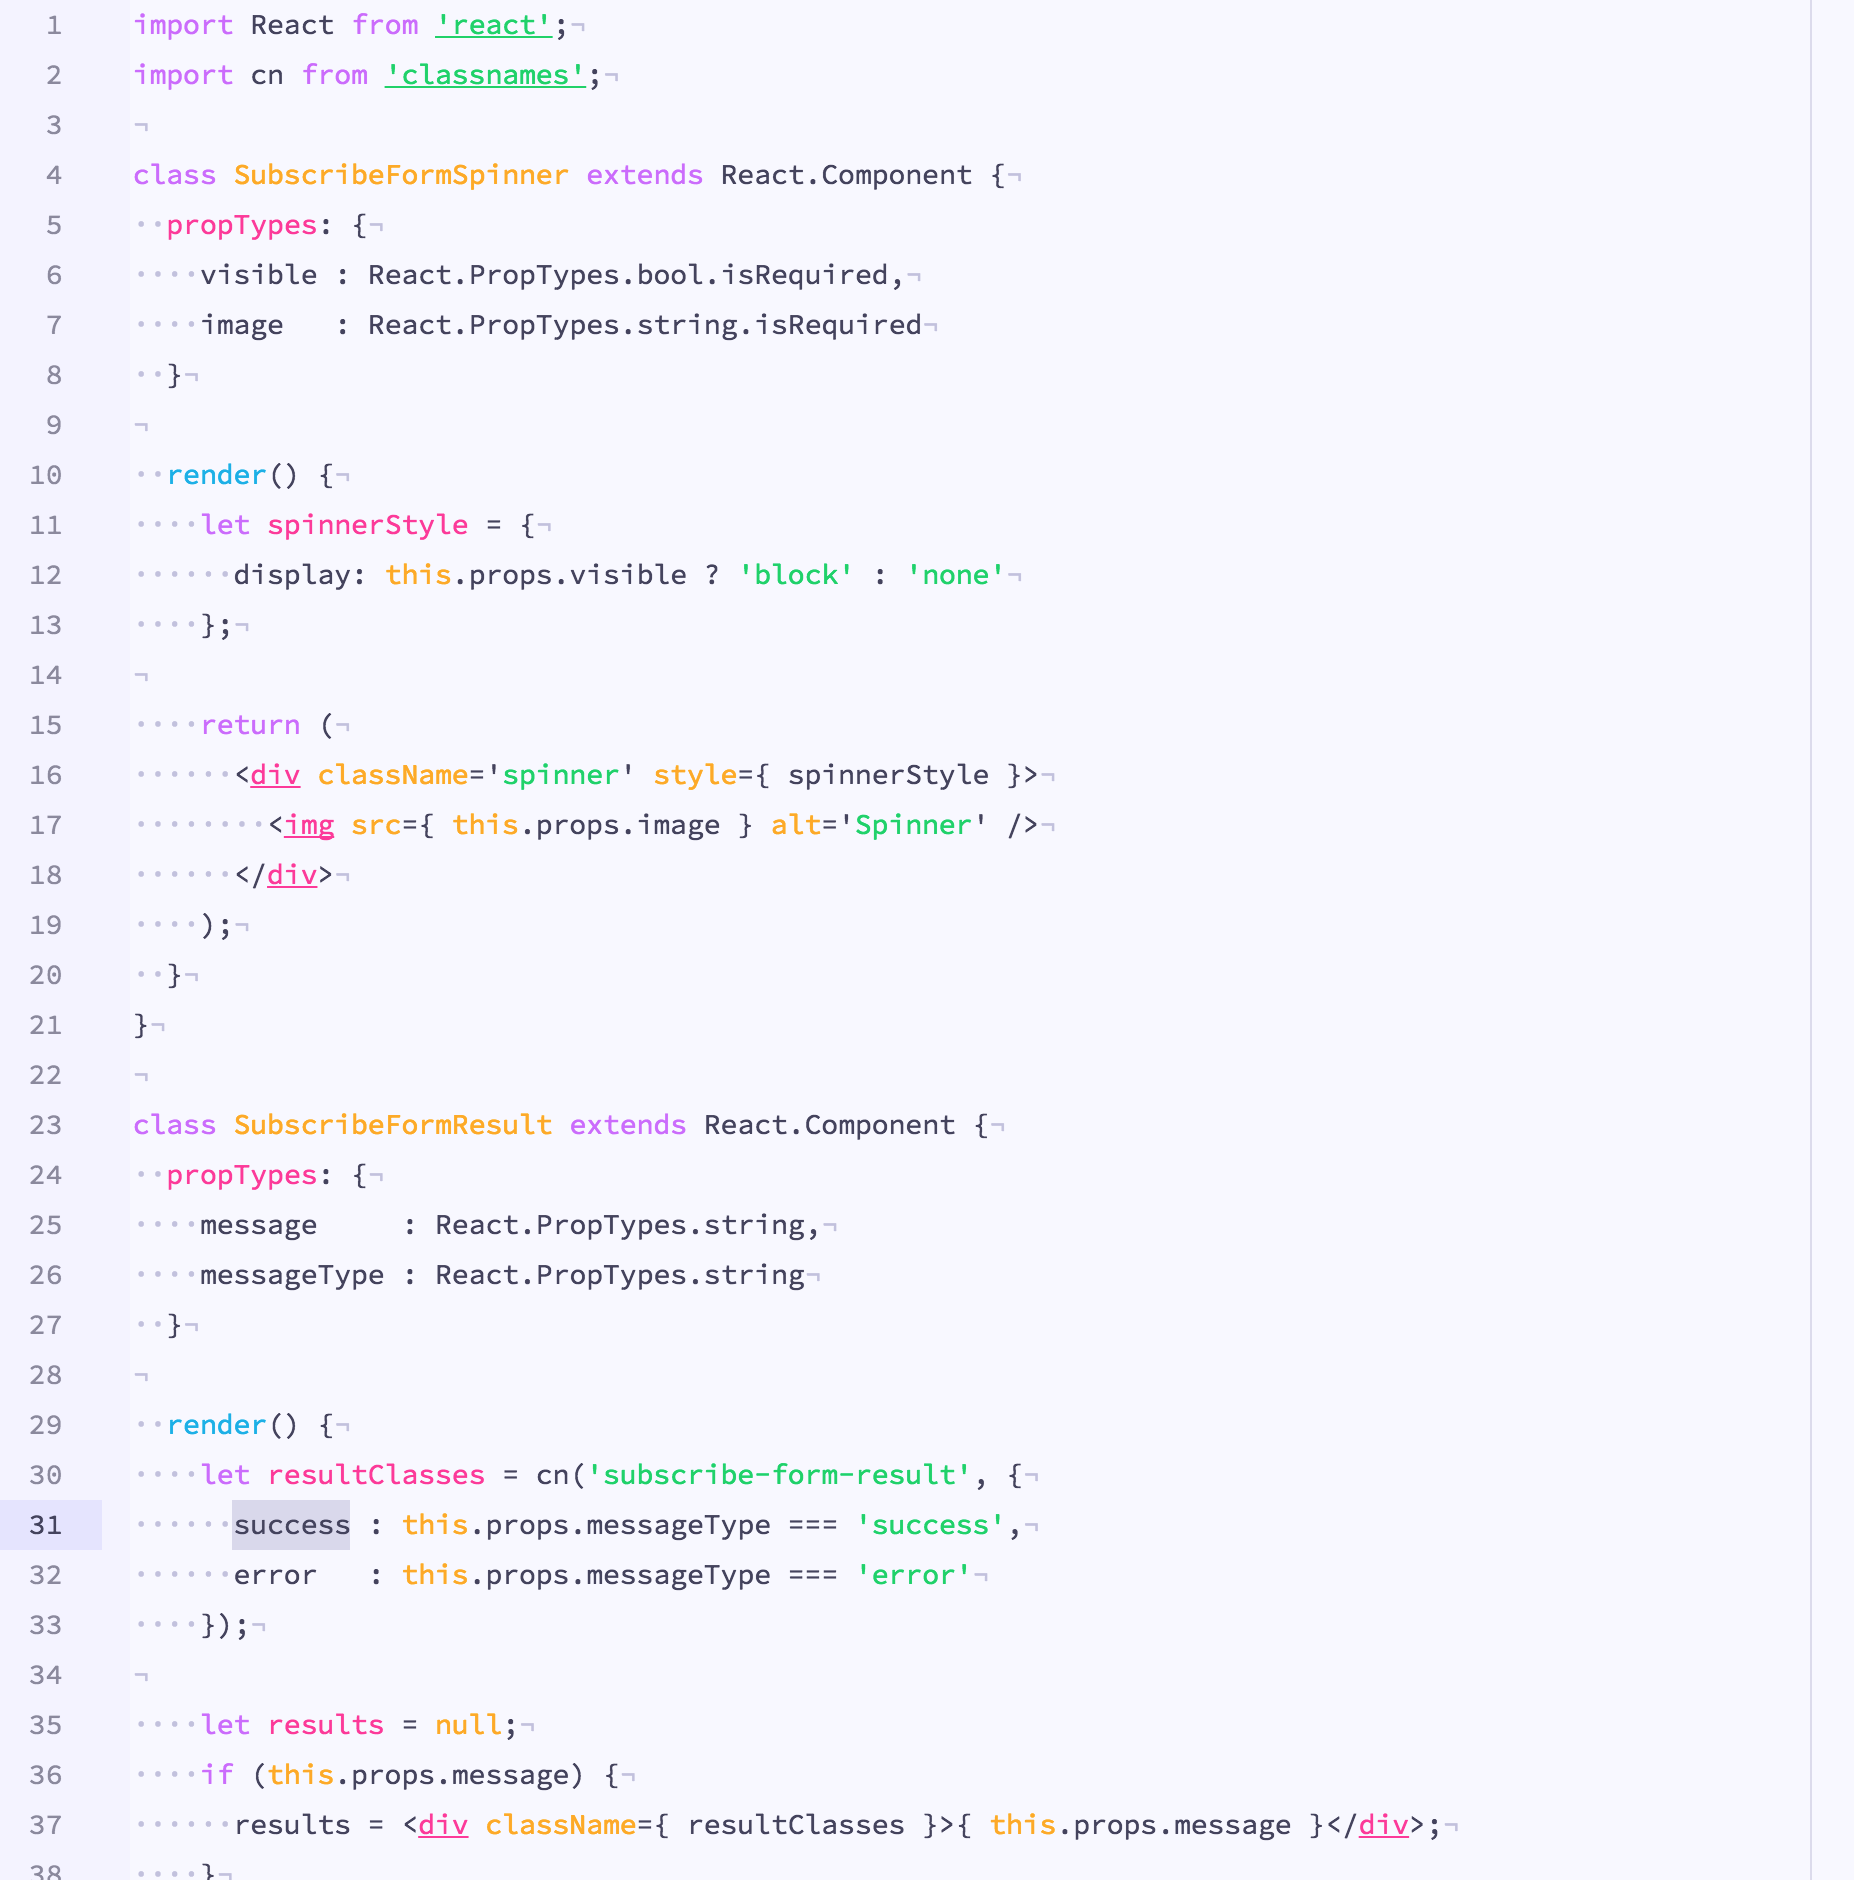 1 import React from 'react';¬
2 import cn from 'classnames';¬
3 ¬
4 class SubscribeFormSpinner extends React.Component {¬
5 ··propTypes: {¬
6 ····visible : React.PropTypes.bool.isRequired,¬
7 ····image   : React.PropTypes.string.isRequired¬
8 ··}¬
9 ¬
10 ··render() {¬
11 ····let spinnerStyle = {¬
12 ······display: this.props.visible ? 'block' : 'none'¬
13 ····};¬
14 ¬
15 ····return (¬
16 ······<div className='spinner' style={ spinnerStyle }>¬
17 ········<img src={ this.props.image } alt='Spinner' />¬
18 ······</div>¬
19 ····);¬
20 ··}¬
21 }¬
22 ¬
23 class SubscribeFormResult extends React.Component {¬
24 ··propTypes: {¬
25 ····message     : React.PropTypes.string,¬
26 ····messageType : React.PropTypes.string¬
27 ··}¬
28 ¬
29 ··render() {¬
30 ····let resultClasses = cn('subscribe-form-result', {¬
31 ······success : this.props.messageType === 'success',¬
32 ······error   : this.props.messageType === 'error'¬
33 ····});¬
34 ¬
35 ····let results = null;¬
36 ····if (this.props.message) {¬
37 ······results = <div className={ resultClasses }>{ this.props.message }</div>;¬
38 ····}¬